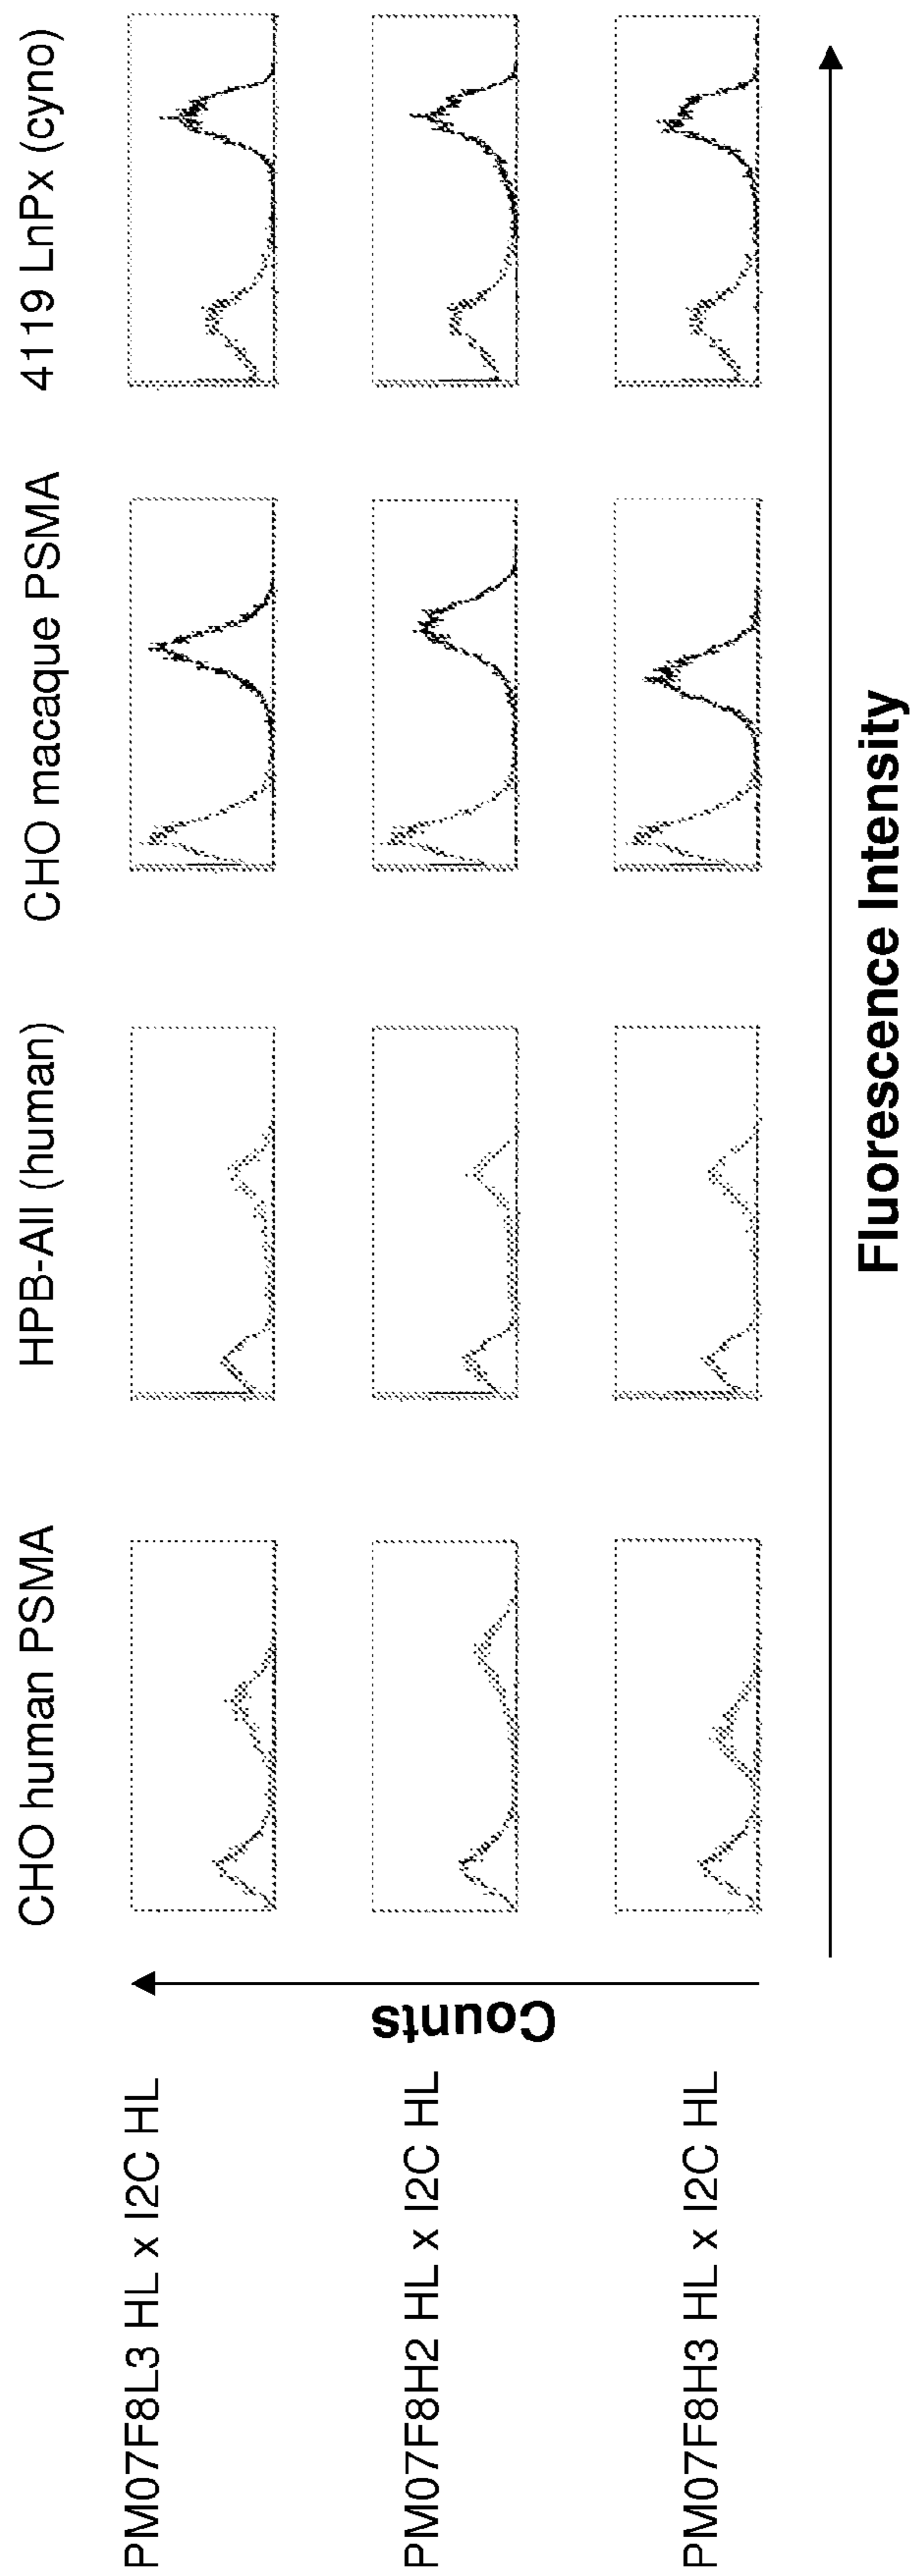 CHO human PSMA
HPB-All (human)
CHO macaque PSMA
4119 LnPx (cyno)
PM07F8L3 HL x I2C HL
PM07F8H2 HL x I2C HL
PM07F8H3 HL x I2C HL
Counts
Fluorescence Intensity